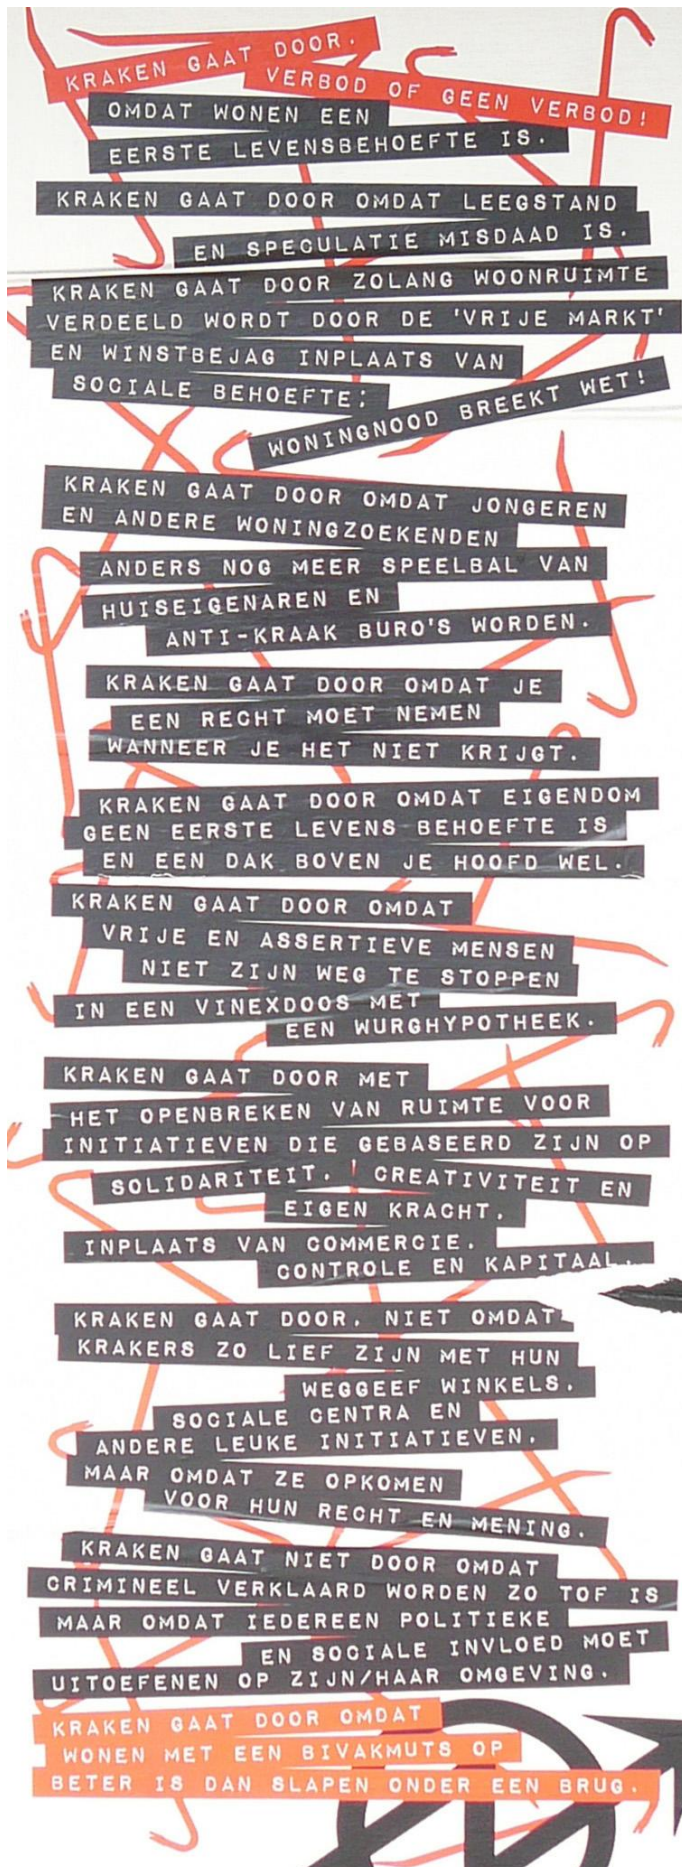 KRAKEN GAAT DOOR.
VERBOD OF GEEN VERBOD!
OMDAT WONEN EEN
EERSTE LEVENSBEHOEFTE IS.
KRAKEN GAAT DOOR OMDAT LEEGSTAND
EN SPECULATIE MISDAAD IS.
KRAKEN GAAT DOOR ZOLANG WOONRUIMTE
VERDEELD WORDT DOOR DE 'VRIJE MARKT'
EN WINSTBEJAG INPLAATS VAN
SOCIALE BEHOEFTE:
WONINGNOOD BREEKT WET!
KRAKEN GAAT DOOR OMDAT JONGEREN
EN ANDERE WONINGZOEKENDEN
ANDERS NOG MEER SPEELBAL VAN
HUISEIGENAREN EN
ANTI-KRAAK BURO'S WORDEN.
KRAKEN GAAT DOOR OMDAT JE
EEN RECHT MOET NEMEN
WANNEER JE HET NIET KRIJGT.
KRAKEN GAAT DOOR OMDAT EIGENDOM
GEEN EERSTE LEVENS BEHOEFTE IS
EN EEN DAK BOVEN JE HOOFD WEL.
KRAKEN GAAT DOOR OMDAT
VRIJE EN ASSERTIEVE MENSEN
NIET ZIJN WEG TE STOPPEN
IN EEN VINEXDOOS MET
EEN WURGHYPOTHEEK.
KRAKEN GAAT DOOR MET
HET OPENBREKEN VAN RUIMTE VOOR
INITIATIEVEN DIE GEBASEERD ZIJN OP
SOLIDARITEIT. CREATIVITEIT EN
EIGEN KRACHT.
INPLAATS VAN COMMERCIE.
CONTROLE EN KAPITAAL.
KRAKEN GAAT DOOR. NIET OMDAT
KRAKERS ZO LIEF ZIJN MET HUN
WEGGEEF WINKELS.
SOCIALE CENTRA EN
ANDERE LEUKE INITIATIEVEN.
MAAR OMDAT ZE OPKOMEN
VOOR HUN RECHT EN MENING.
KRAKEN GAAT NIET DOOR OMDAT
CRIMINEEL VERKLAARD WORDEN ZO TOF IS
MAAR OMDAT IEDEREEN POLITIEKE
EN SOCIALE INVLOED MOET
UITOEFENEN OP ZIJN/HAAR OMGEVING.
KRAKEN GAAT DOOR OMDAT
WONEN MET EEN BIVAKMUTS OP
BETER IS DAN SLAPEN ONDER EEN BRUG.